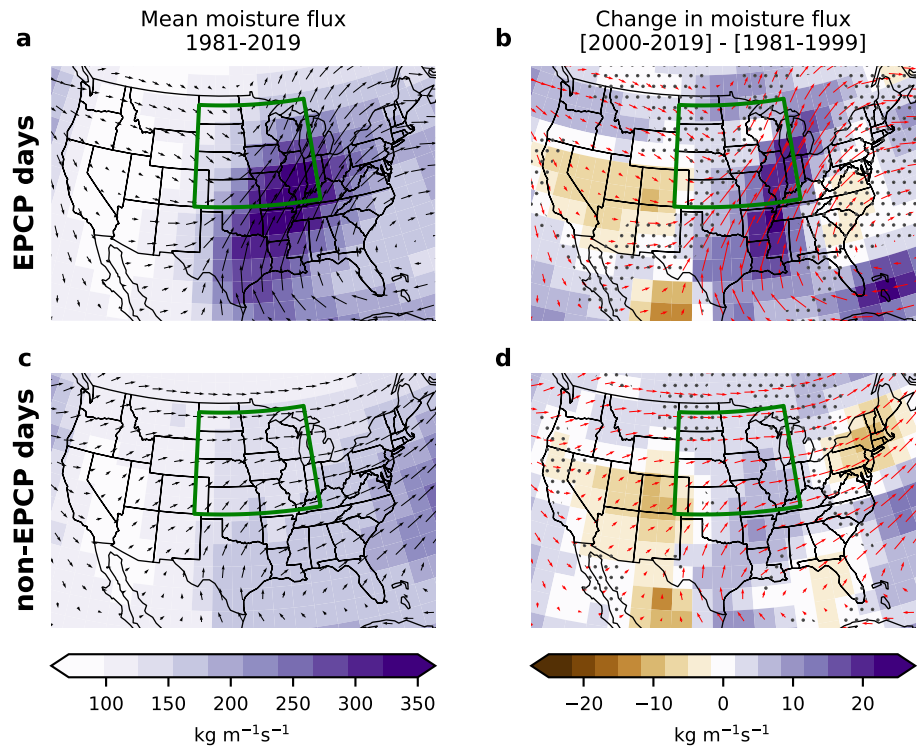 Mean moisture flux
1981-2019
Change in moisture flux
[2000-2019] - [1981-1999]
a
b
EPCP days
c
d
non-EPCP days
100 150 200 250 300 350
kg m⁻¹s⁻¹
−20 −10 0 10 20
kg m⁻¹s⁻¹